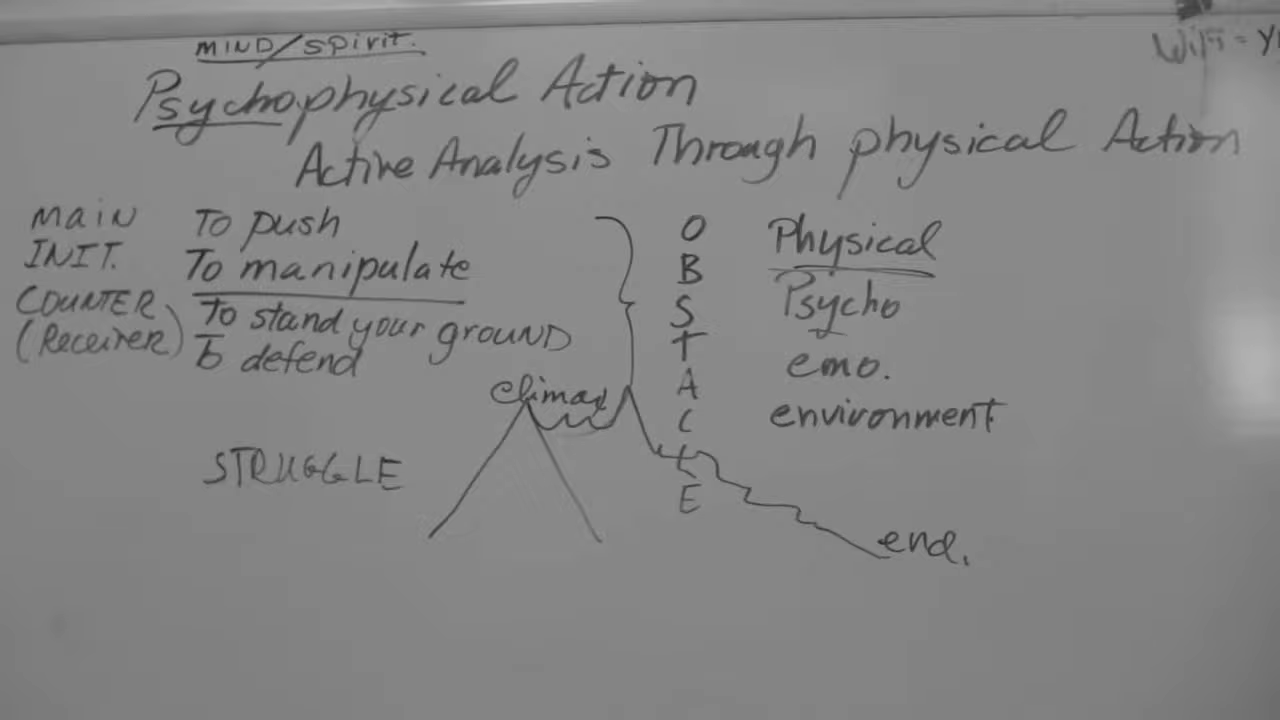 MIND/spirit.
Psychophysical Action
Active Analysis Through physical Action
MAIN To push
INIT. To manipulate
COUNTER To stand your ground
(Receiver) To defend
STRUGGLE
climax
OBSTACLE
Physical
Psycho
emo.
environment
end.